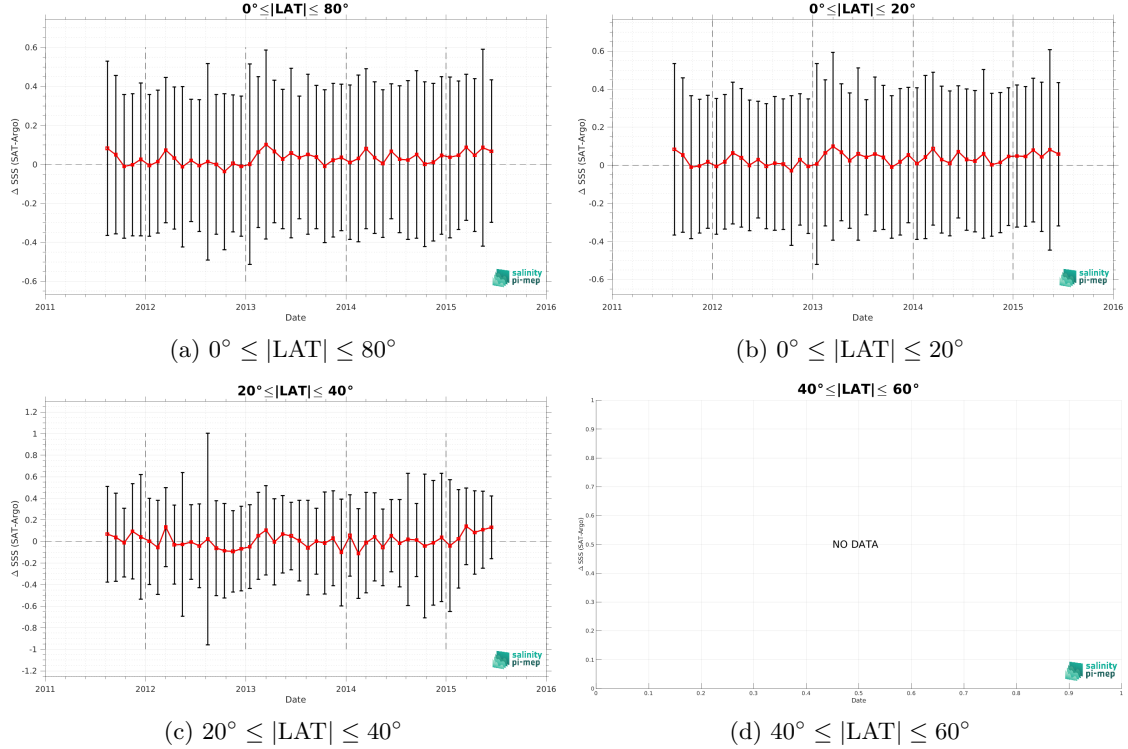 0°≤|LAT|≤ 80°
Δ SSS (SAT-Argo)
0.6
0.4
0.2
0
-0.2
-0.4
-0.6
salinity
pi-mep
2011 2012 2013 2014 2015 2016
Date
(a) 0° ≤ |LAT| ≤ 80°
0°≤|LAT|≤ 20°
Δ SSS (SAT-Argo)
0.6
0.4
0.2
0
-0.2
-0.4
-0.6
salinity
pi-mep
2011 2012 2013 2014 2015 2016
Date
(b) 0° ≤ |LAT| ≤ 20°
20°≤|LAT|≤ 40°
Δ SSS (SAT-Argo)
1.2
1
0.8
0.6
0.4
0.2
0
-0.2
-0.4
-0.6
-0.8
-1
-1.2
salinity
pi-mep
2011 2012 2013 2014 2015 2016
Date
(c) 20° ≤ |LAT| ≤ 40°
40°≤|LAT|≤ 60°
Δ SSS (SAT-Argo)
1
0.9
0.8
0.7
0.6
0.5
0.4
0.3
0.2
0.1
0
NO DATA
salinity
pi-mep
0 0.1 0.2 0.3 0.4 0.5 0.6 0.7 0.8 0.9 1
Date
(d) 40° ≤ |LAT| ≤ 60°